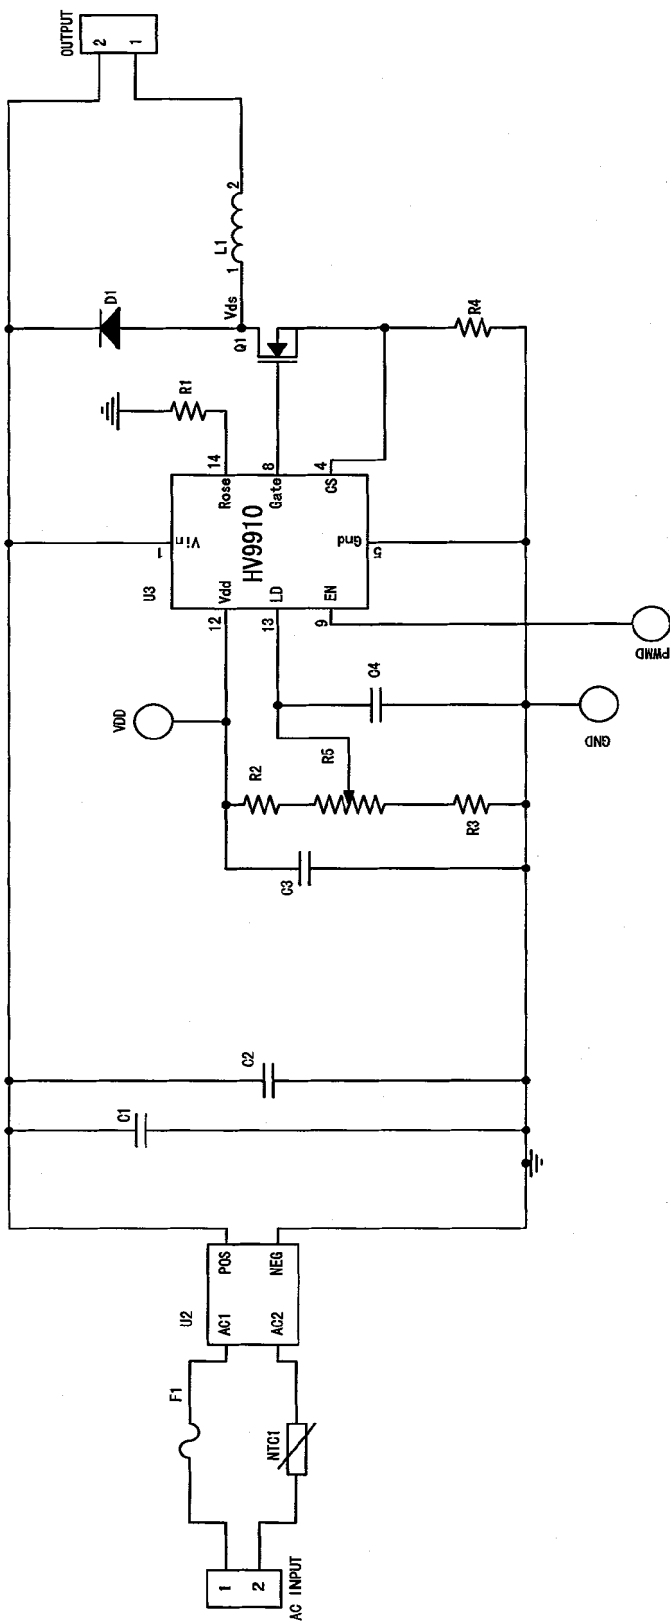 AC INPUT
1
2
F1
NTC1
U2
AC1
AC2
POS
NEG
C1
C2
C3
R2
R5
R3
VDD
C4
GND
PWMD
U3
HV9910
12
Vdd
13
LD
9
EN
1
Vin
Gnd
5
14
Rose
8
Gate
4
CS
R1
D1
Vds
Q1
R4
1
L1
2
OUTPUT
2
1